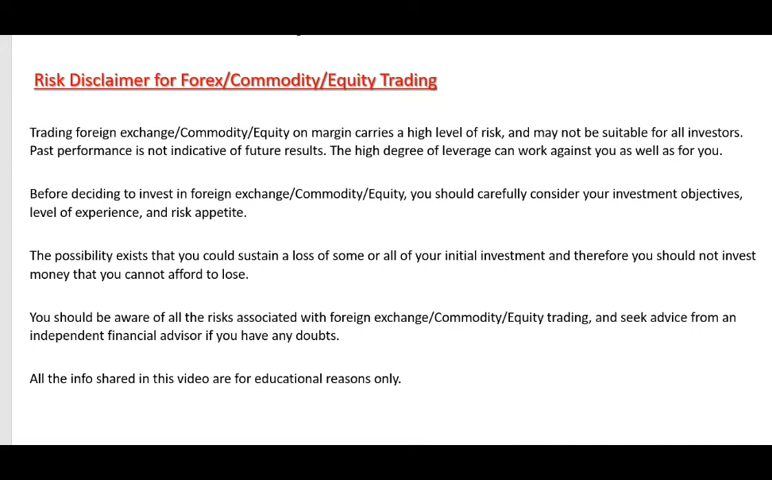 Risk Disclaimer for Forex/Commodity/Equity Trading
Trading foreign exchange/Commodity/Equity on margin carries a high level of risk, and may not be suitable for all investors.
Past performance is not indicative of future results. The high degree of leverage can work against you as well as for you.
Before deciding to invest in foreign exchange/Commodity/Equity, you should carefully consider your investment objectives,
level of experience, and risk appetite.
The possibility exists that you could sustain a loss of some or all of your initial investment and therefore you should not invest
money that you cannot afford to lose.
You should be aware of all the risks associated with foreign exchange/Commodity/Equity trading, and seek advice from an
independent financial advisor if you have any doubts.
All the info shared in this video are for educational reasons only.